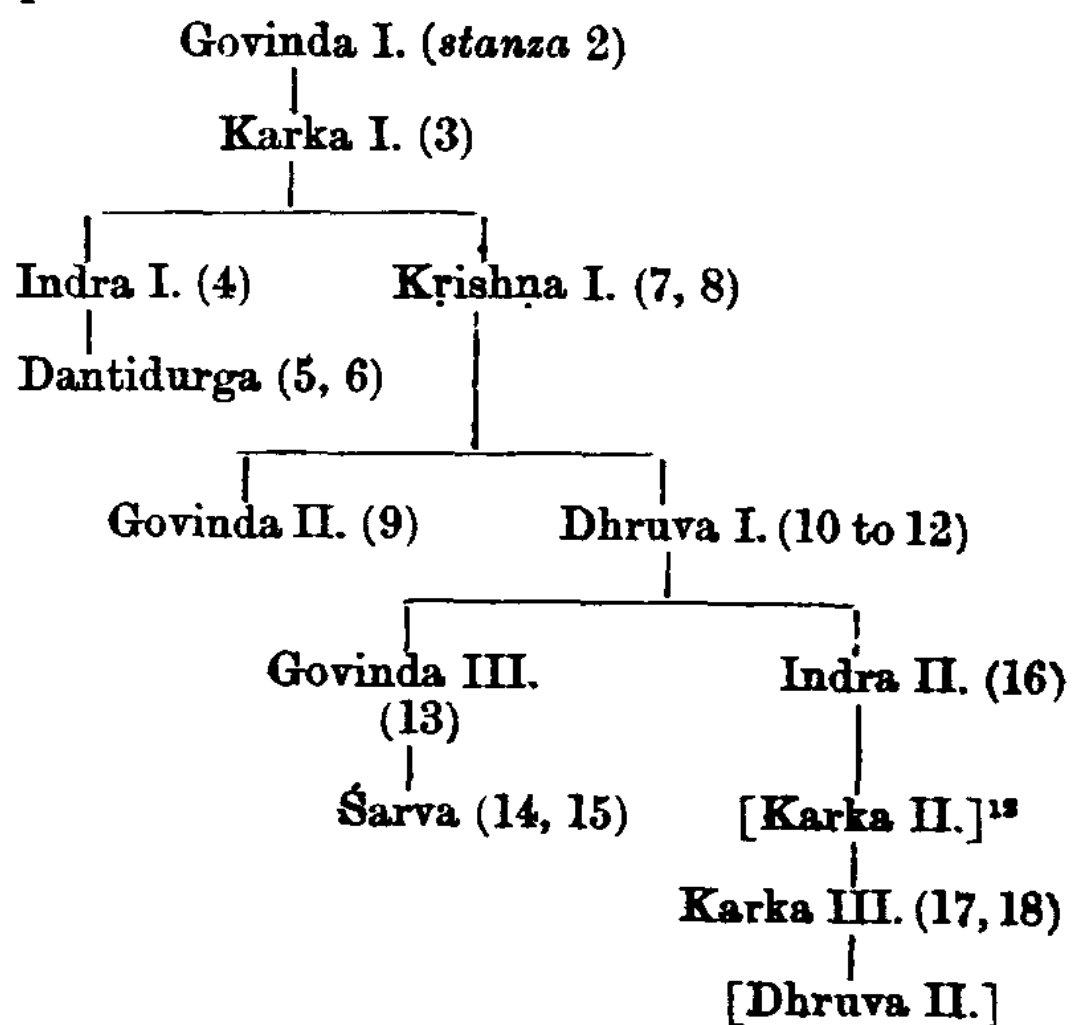 Govinda I. (stanza 2)
Karka I. (3)
Indra I. (4) Kṛishṇa I. (7, 8)
Dantidurga (5, 6)
Govinda II. (9) Dhruva I. (10 to 12)
Govinda III. Indra II. (16)
(13)
Śarva (14, 15) [Karka II.]¹³
Karka III. (17, 18)
[Dhruva II.]